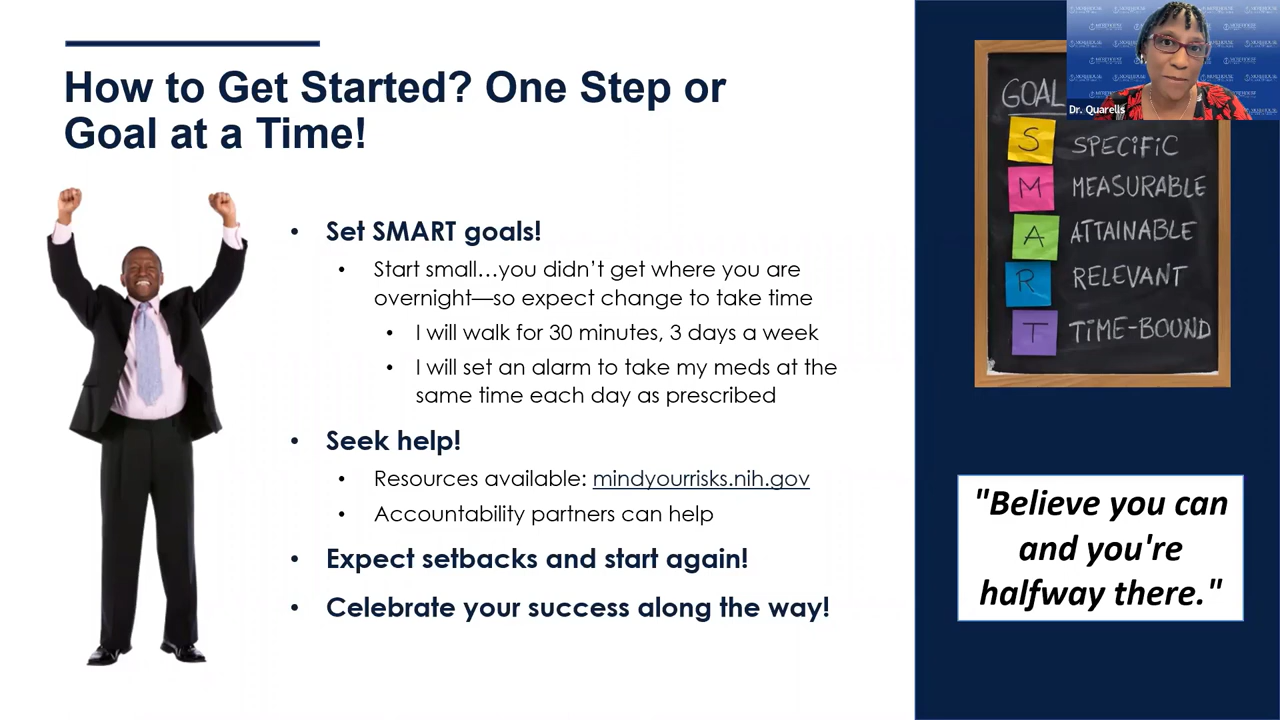 How to Get Started? One Step or
Goal at a Time!
• Set SMART goals!
• Start small…you didn't get where you are
overnight—so expect change to take time
• I will walk for 30 minutes, 3 days a week
• I will set an alarm to take my meds at the
same time each day as prescribed
• Seek help!
• Resources available: mindyourrisks.nih.gov
• Accountability partners can help
• Expect setbacks and start again!
• Celebrate your success along the way!
Dr. Quarells
GOAL
S SPECIFIC
M MEASURABLE
A ATTAINABLE
R RELEVANT
T TIME-BOUND
"Believe you can
and you're
halfway there."